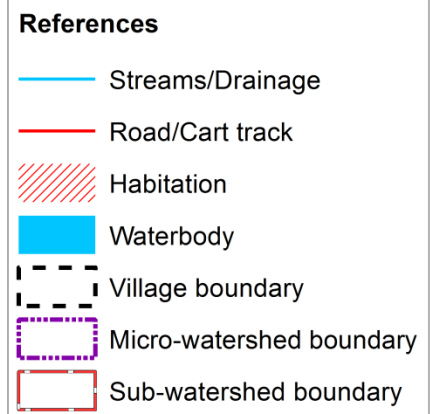 References
Streams/Drainage
Road/Cart track
Habitation
Waterbody
Village boundary
Micro-watershed boundary
Sub-watershed boundary